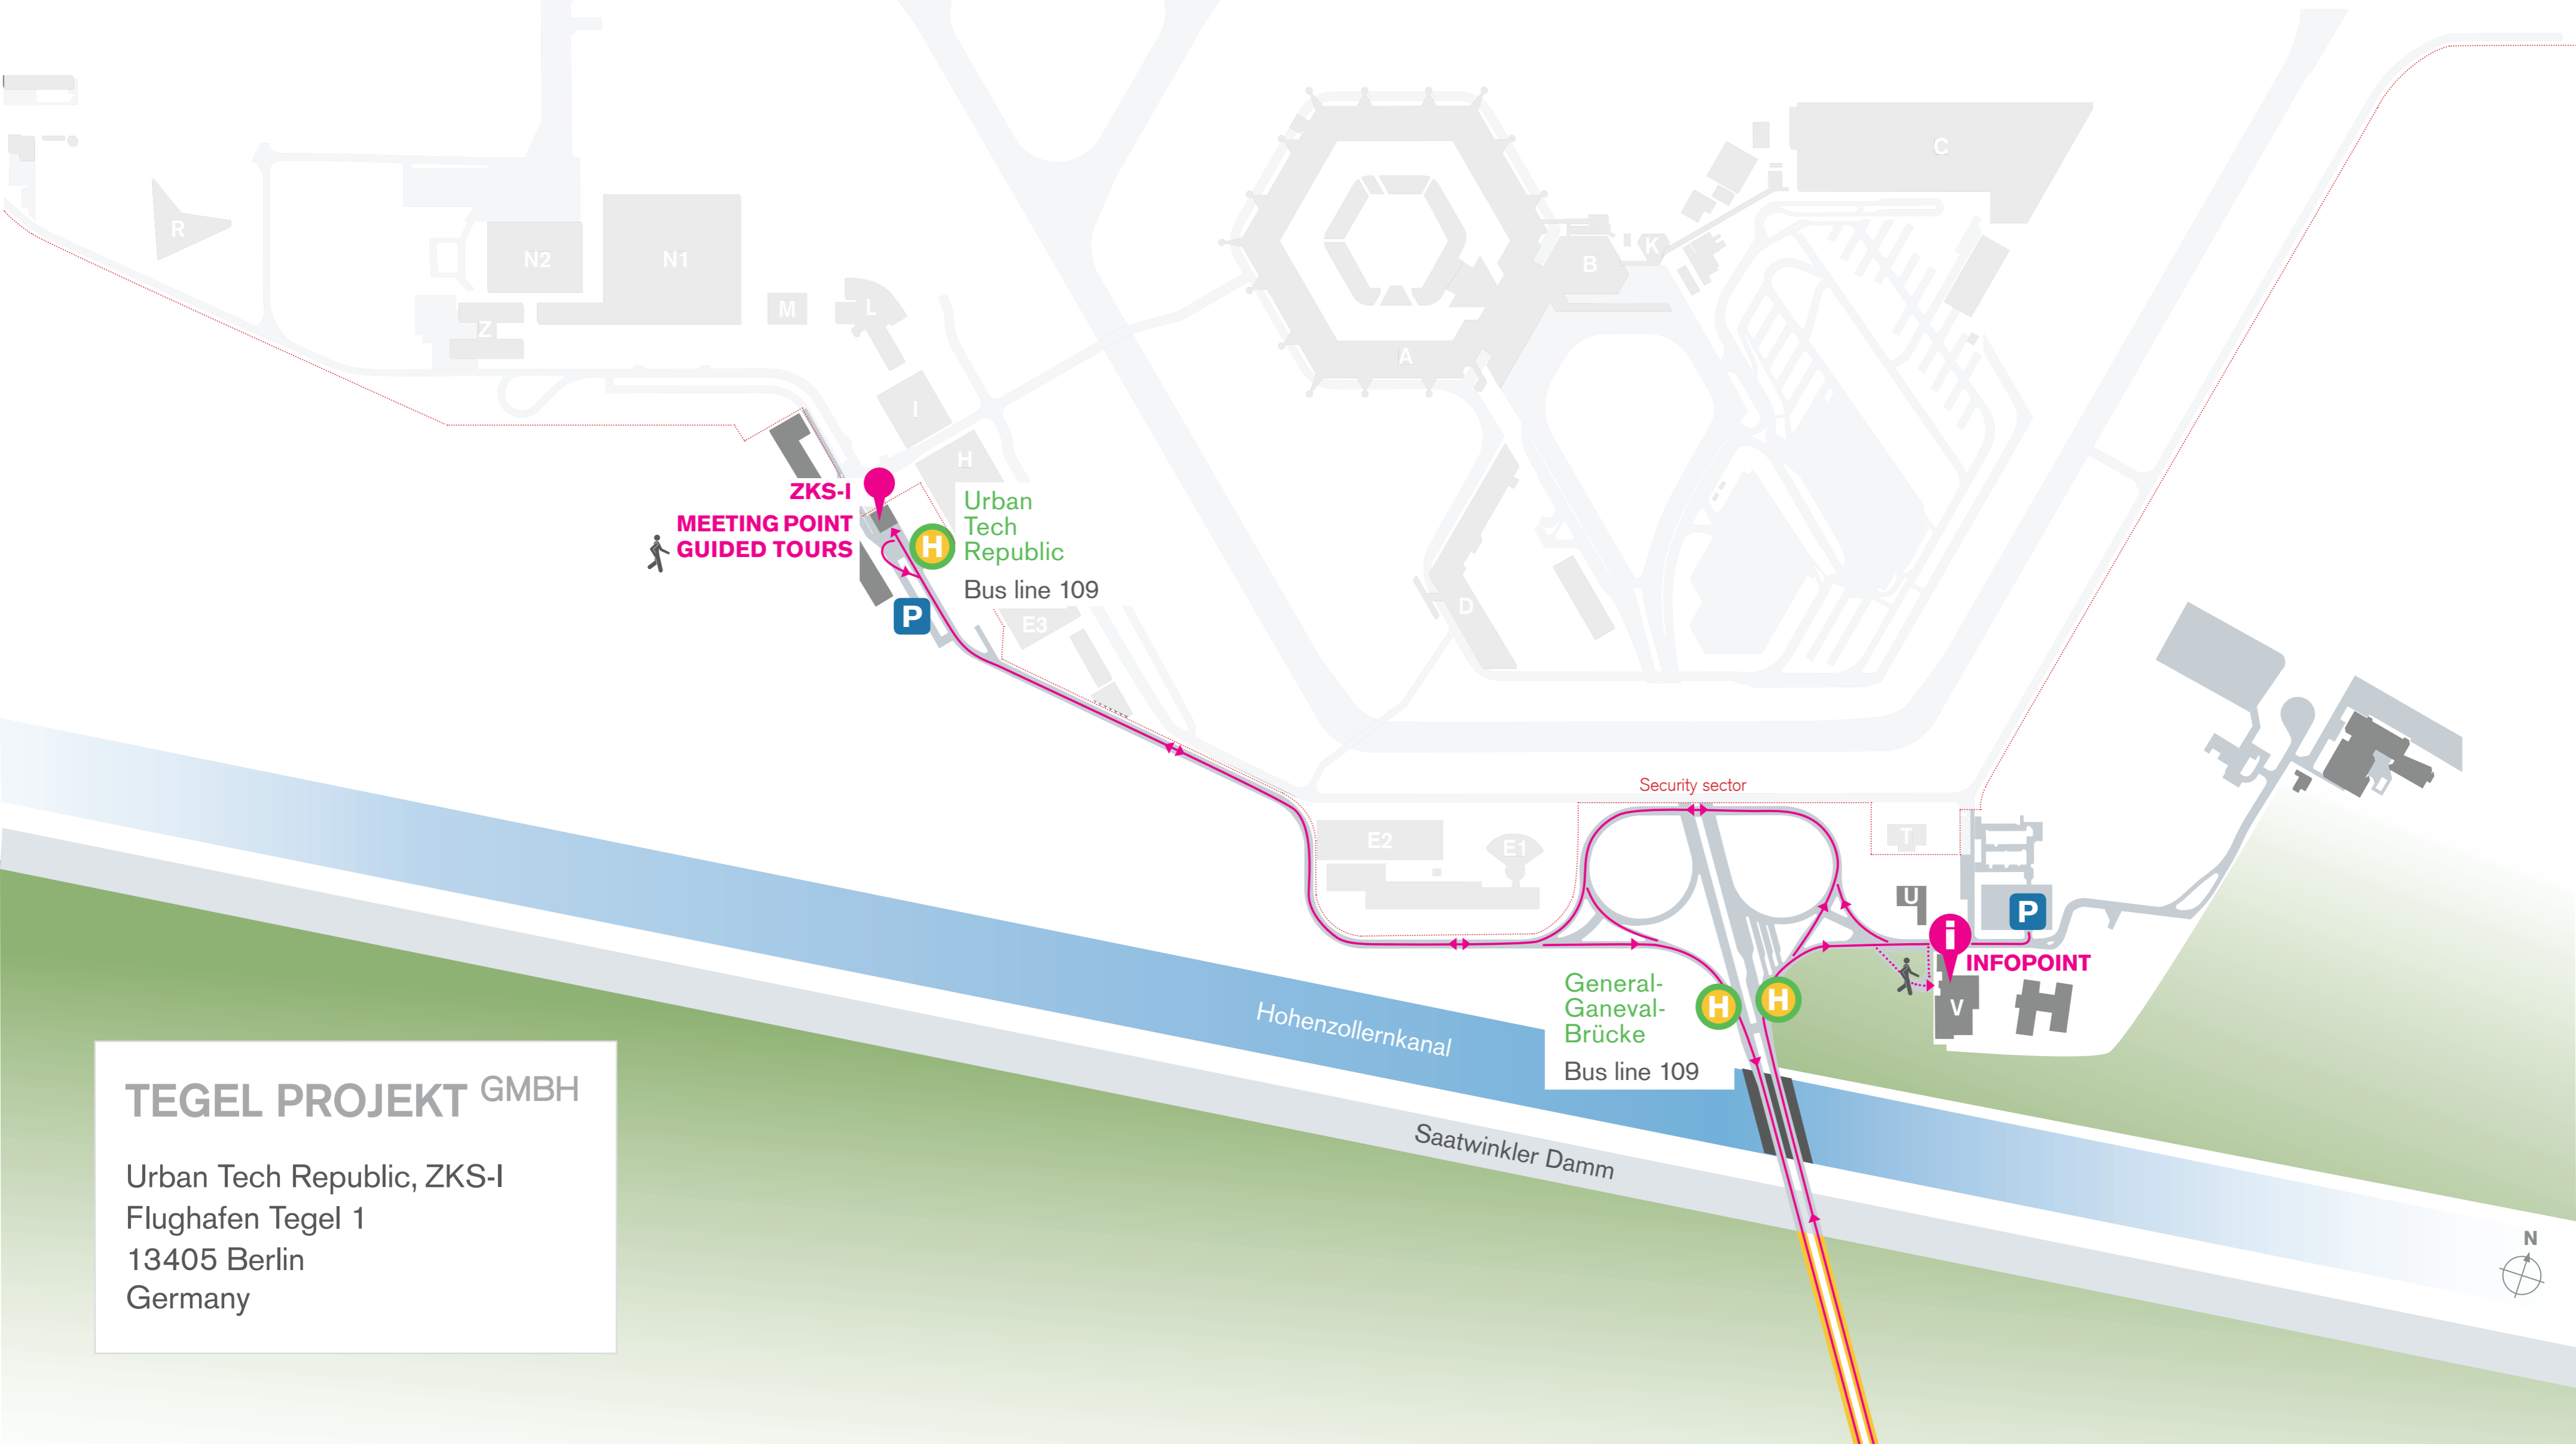 C
R
N2
N1
M
L
Z
K
B
A
I
H
ZKS-I
MEETING POINT
GUIDED TOURS
H
Urban
Tech
Republic
Bus line 109
P
E3
D
Security sector
E2
E1
T
U
P
i
INFOPOINT
V
General-
Ganeval-
Brücke
Bus line 109
H
H
Hohenzollernkanal
Saatwinkler Damm
TEGEL PROJEKT GMBH
Urban Tech Republic, ZKS-I
Flughafen Tegel 1
13405 Berlin
Germany
N